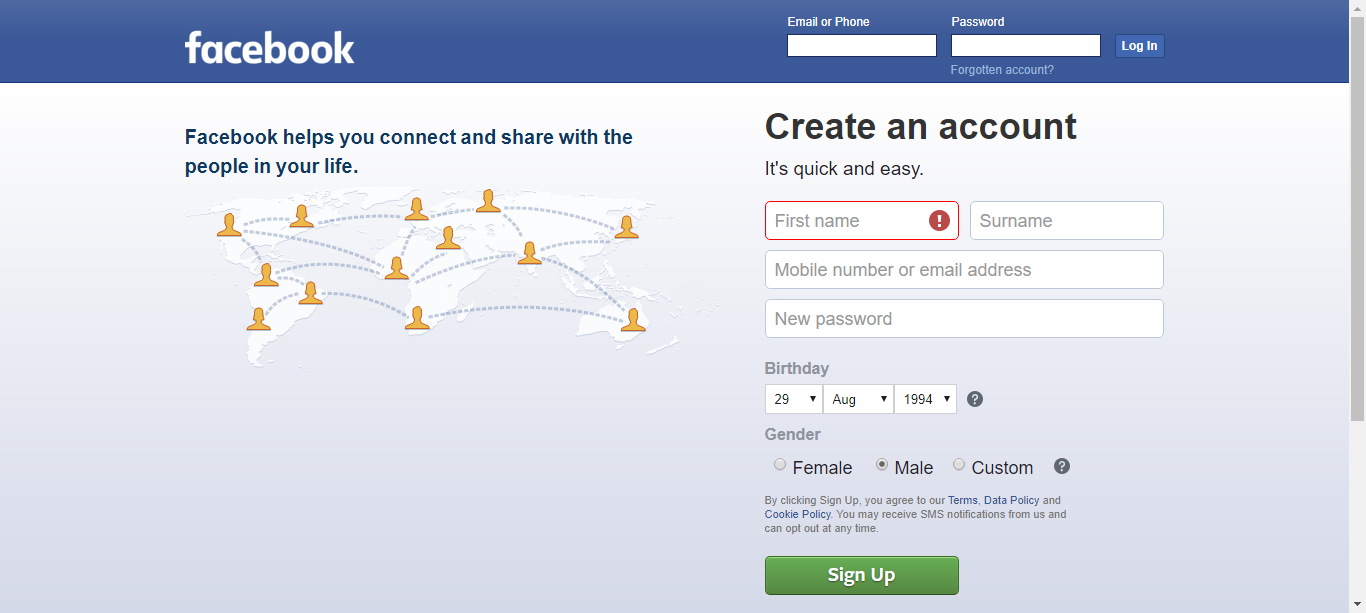 facebook
Email or Phone
Password
Log In
Forgotten account?
Facebook helps you connect and share with the
people in your life.
Create an account
It's quick and easy.
First name
Surname
Mobile number or email address
New password
Birthday
29 Aug 1994
Gender
Female Male Custom
By clicking Sign Up, you agree to our Terms, Data Policy and
Cookie Policy. You may receive SMS notifications from us and
can opt out at any time.
Sign Up